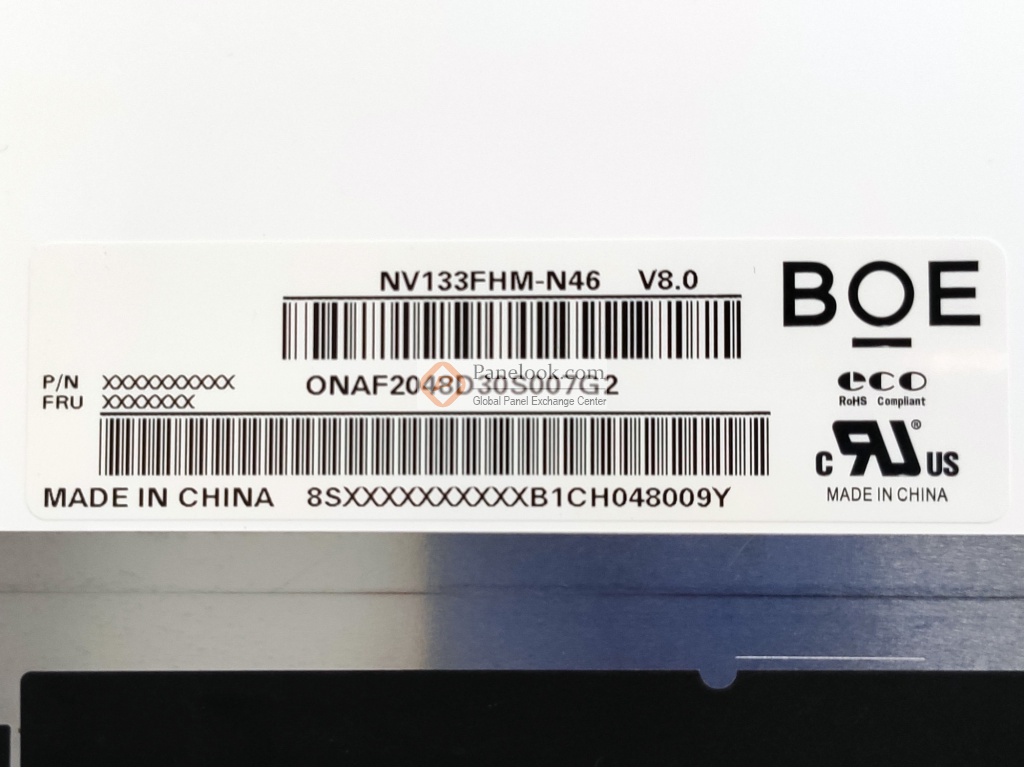 NV133FHM-N46 V8.0
BOE
P/N XXXXXXXXXX
FRU XXXXXXX
ONAF2048D30S007G2
Panelook.com
Global Panel Exchange Center
eco
RoHS Compliant
C RU ® US
MADE IN CHINA
MADE IN CHINA 8SXXXXXXXXXXB1CH048009Y